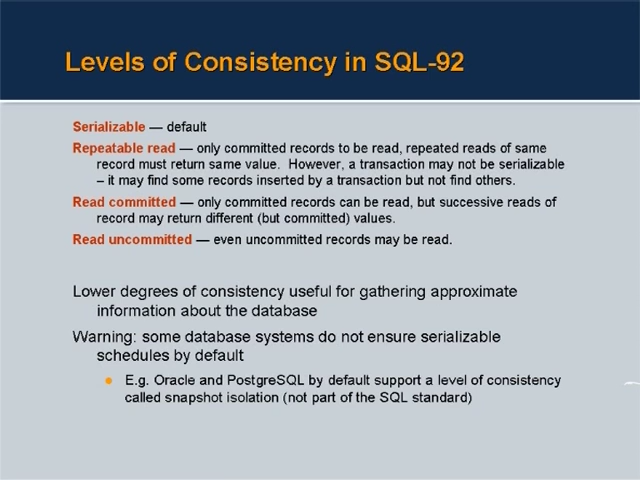 Levels of Consistency in SQL-92
Serializable — default
Repeatable read — only committed records to be read, repeated reads of same
record must return same value. However, a transaction may not be serializable
– it may find some records inserted by a transaction but not find others.
Read committed — only committed records can be read, but successive reads of
record may return different (but committed) values.
Read uncommitted — even uncommitted records may be read.
Lower degrees of consistency useful for gathering approximate
information about the database
Warning: some database systems do not ensure serializable
schedules by default
E.g. Oracle and PostgreSQL by default support a level of consistency
called snapshot isolation (not part of the SQL standard)